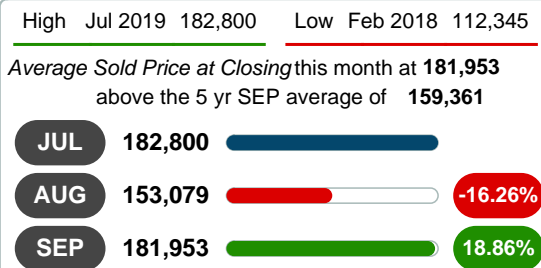 High Jul 2019 182,800 Low Feb 2018 112,345
Average Sold Price at Closing this month at 181,953
above the 5 yr SEP average of 159,361
JUL 182,800
AUG 153,079 -16.26%
SEP 181,953 18.86%